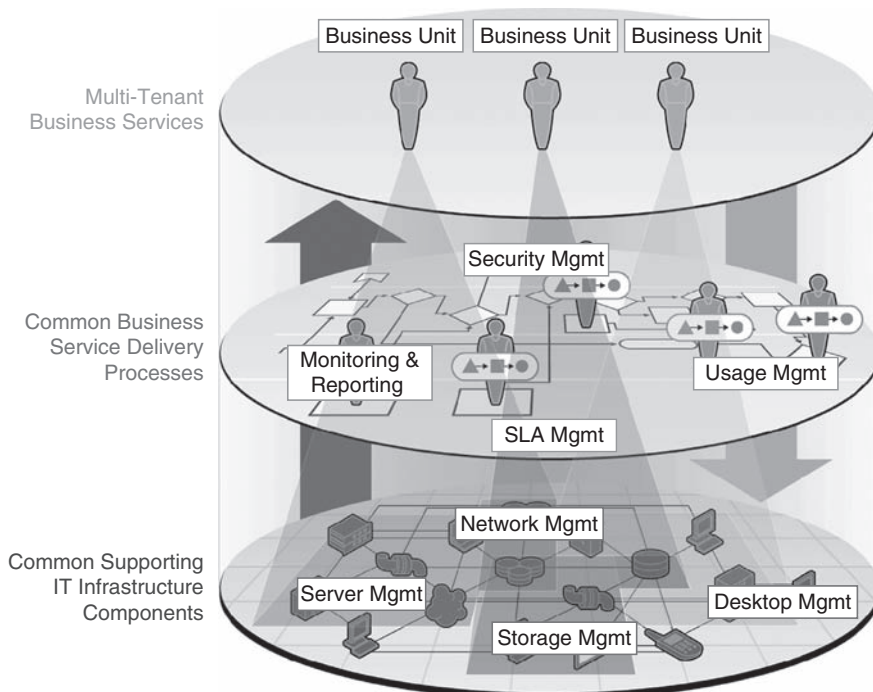 Business Unit
Business Unit
Business Unit
Multi-Tenant
Business Services
Security Mgmt
Common Business
Service Delivery
Processes
Monitoring &
Reporting
Usage Mgmt
SLA Mgmt
Network Mgmt
Common Supporting
IT Infrastructure
Components
Server Mgmt
Desktop Mgmt
Storage Mgmt